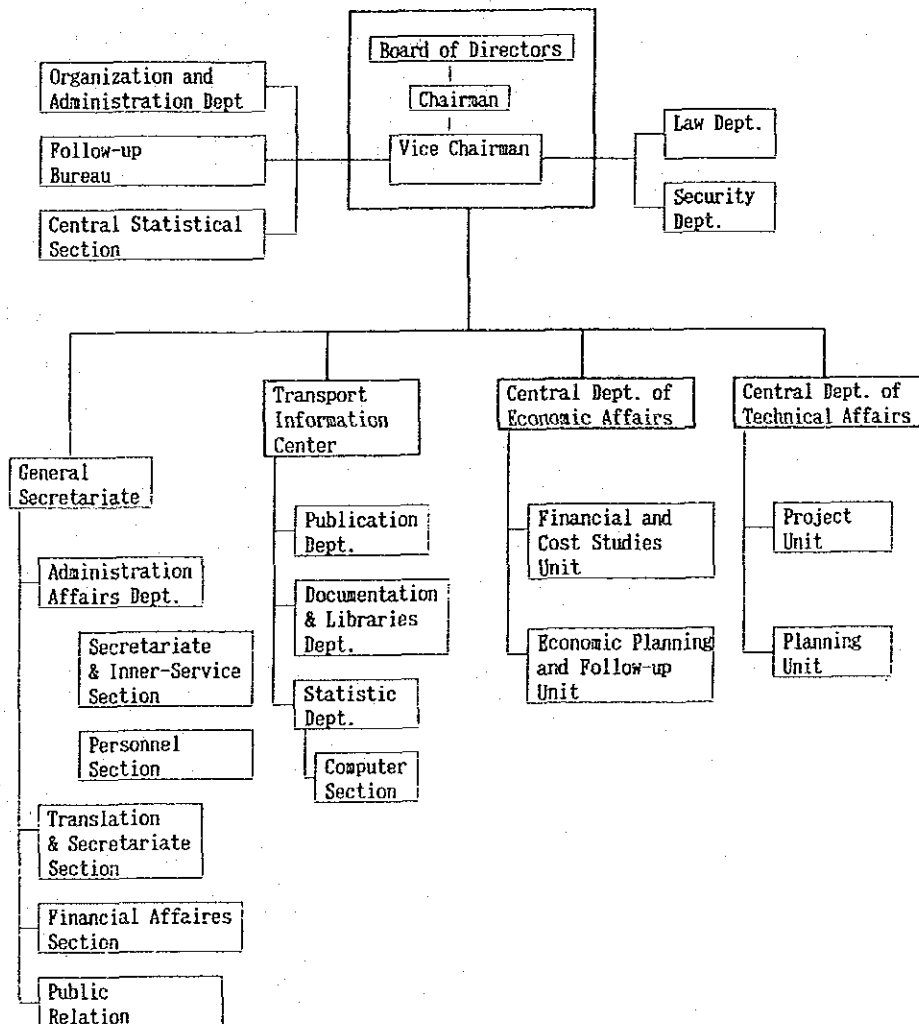 Board of Directors
Chairman
Vice Chairman
Organization and
Administration Dept
Follow-up
Bureau
Central Statistical
Section
Law Dept.
Security
Dept.
General
Secretariate
Administration
Affairs Dept.
Secretariate
& Inner-Service
Section
Personnel
Section
Translation
& Secretariate
Section
Financial Affaires
Section
Public
Relation
Transport
Information
Center
Publication
Dept.
Documentation
& Libraries
Dept.
Statistic
Dept.
Computer
Section
Central Dept. of
Economic Affairs
Financial and
Cost Studies
Unit
Economic Planning
and Follow-up
Unit
Central Dept. of
Technical Affairs
Project
Unit
Planning
Unit